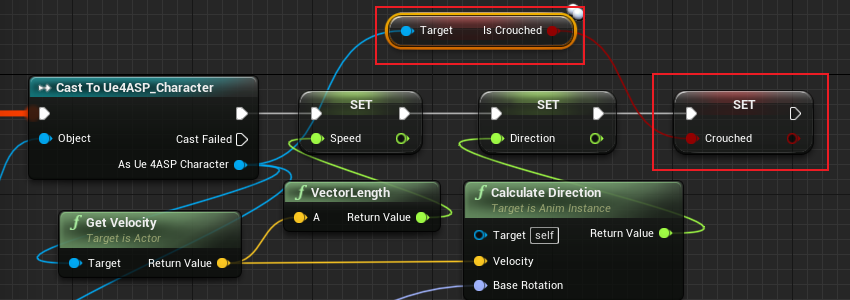 Target Is Crouched
Cast To Ue4ASP_Character
SET
SET
SET
Object Cast Failed
Speed
Direction
Crouched
As Ue 4ASP Character
f VectorLength
A Return Value
f Calculate Direction
Target is Anim Instance
Target self Return Value
Velocity
Base Rotation
f Get Velocity
Target is Actor
Target Return Value